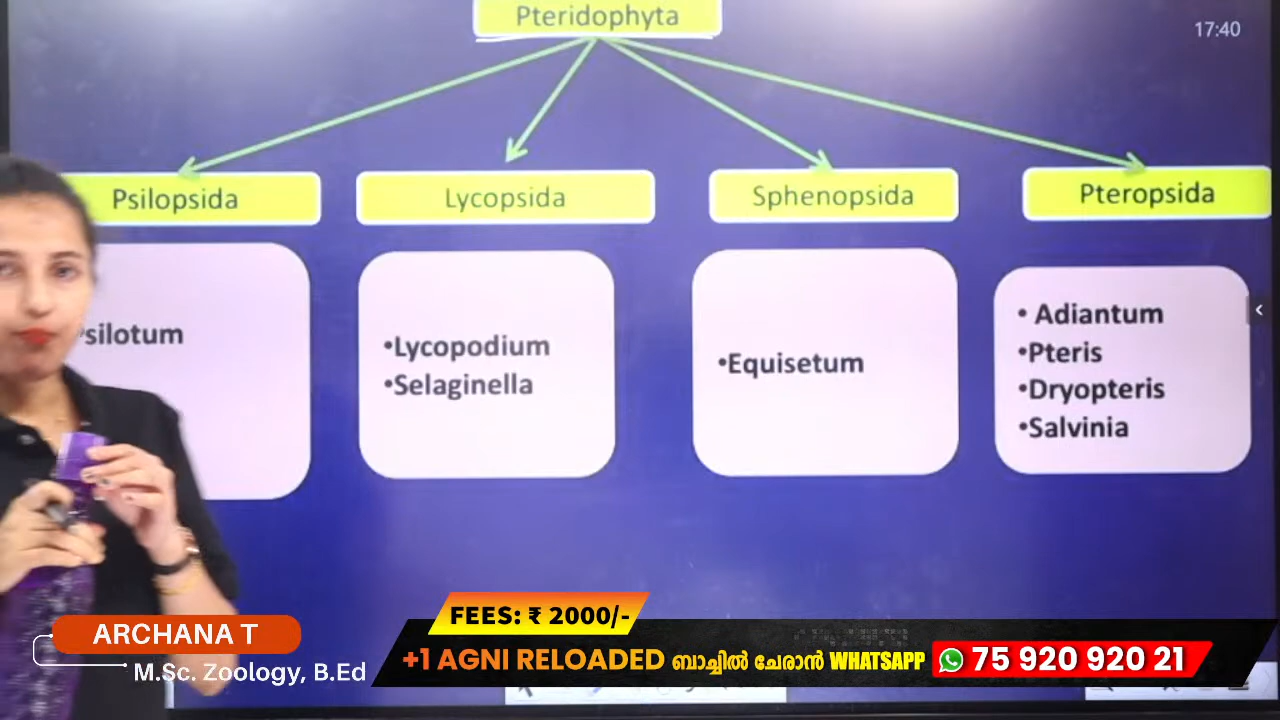 Pteridophyta
17:40
Psilopsida
Lycopsida
Sphenopsida
Pteropsida
silotum
•Lycopodium
•Selaginella
•Equisetum
• Adiantum
•Pteris
•Dryopteris
•Salvinia
FEES: ₹ 2000/-
ARCHANA T
M.Sc. Zoology, B.Ed
+1 AGNI RELOADED ബാച്ചിൽ ചേരാൻ WHATSAPP 75 920 920 21